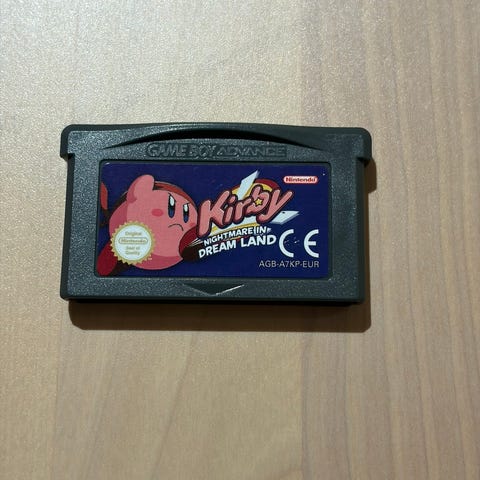 GAME BOY ADVANCE
Nintendo
Kirby
NIGHTMARE IN
DREAM LAND
CE
AGB-A7KP-EUR
Original
Nintendo
Seal of
Quality